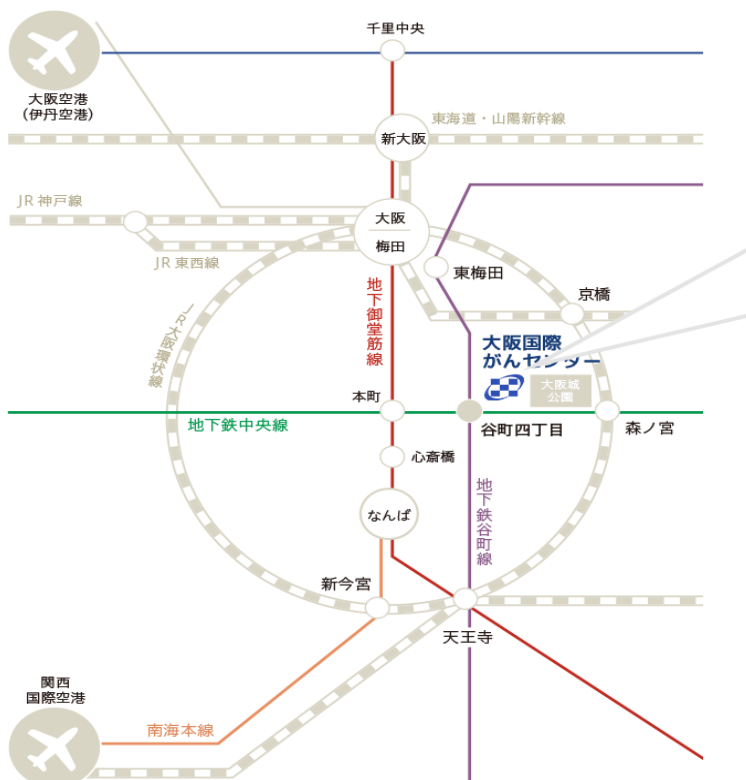 千里中央
大阪空港
(伊丹空港)
東海道・山陽新幹線
新大阪
JR 神戸線
大阪
梅田
JR 東西線
東梅田
京橋
地下御堂筋線
JR大阪環状線
大阪国際
がんセンター
大阪城
公園
本町
地下鉄中央線
谷町四丁目
森ノ宮
心斎橋
地下鉄谷町線
なんば
新今宮
天王寺
関西
国際空港
南海本線